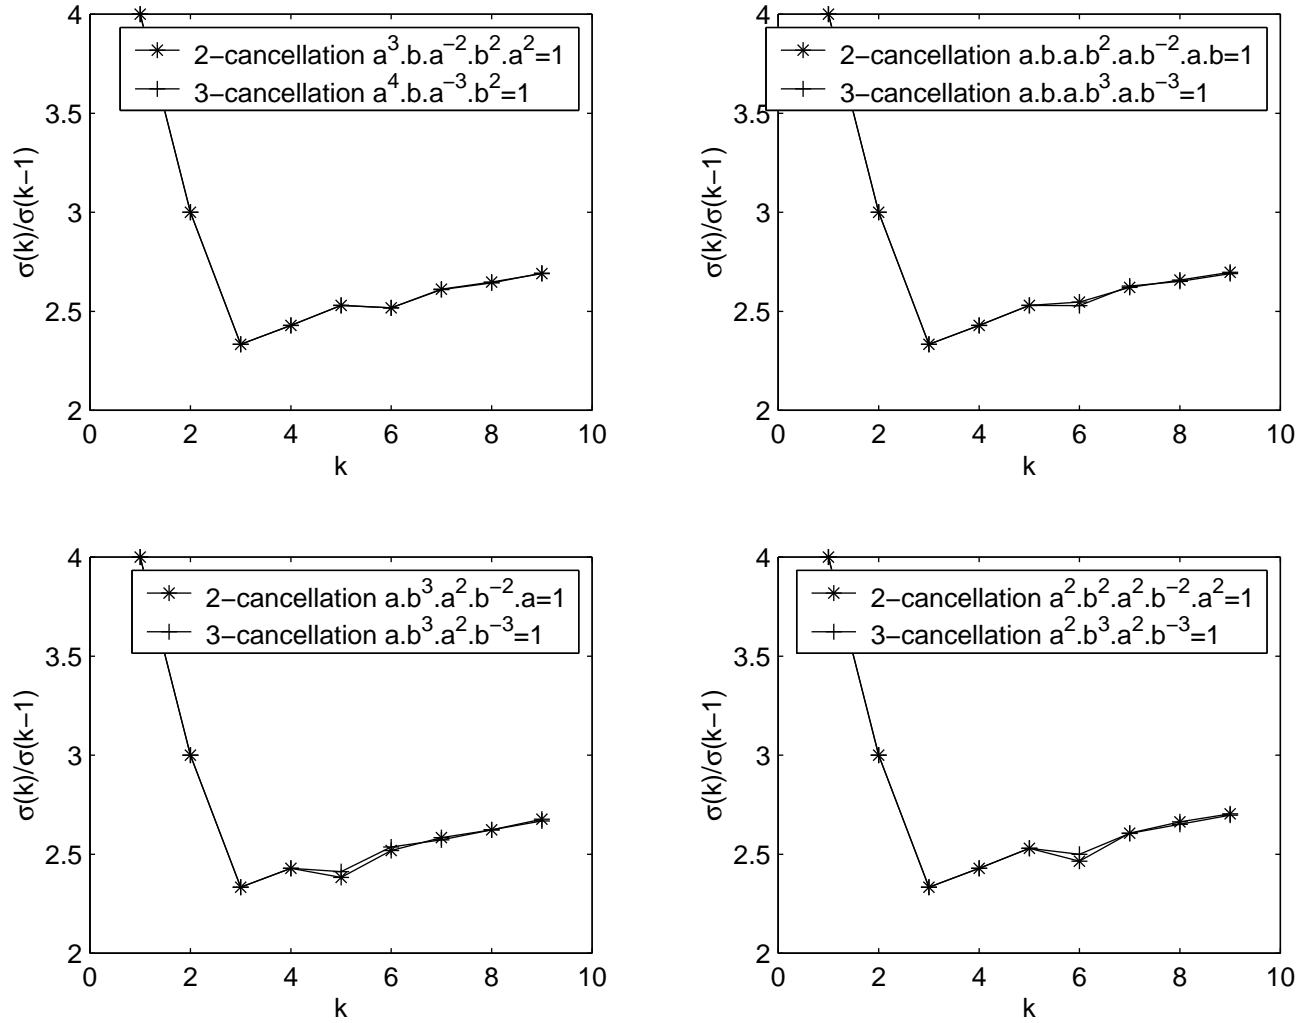 4
3.5
3
2.5
2
0 2 4 6 8 10
k
σ(k)/σ(k−1)
2−cancellation a³.b.a⁻².b².a²=1
3−cancellation a⁴.b.a⁻³.b²=1
4
3.5
3
2.5
2
0 2 4 6 8 10
k
σ(k)/σ(k−1)
2−cancellation a.b.a.b².a.b⁻².a.b=1
3−cancellation a.b.a.b³.a.b⁻³=1
4
3.5
3
2.5
2
0 2 4 6 8 10
k
σ(k)/σ(k−1)
2−cancellation a.b³.a².b⁻².a=1
3−cancellation a.b³.a².b⁻³=1
4
3.5
3
2.5
2
0 2 4 6 8 10
k
σ(k)/σ(k−1)
2−cancellation a².b².a².b⁻².a²=1
3−cancellation a².b³.a².b⁻³=1